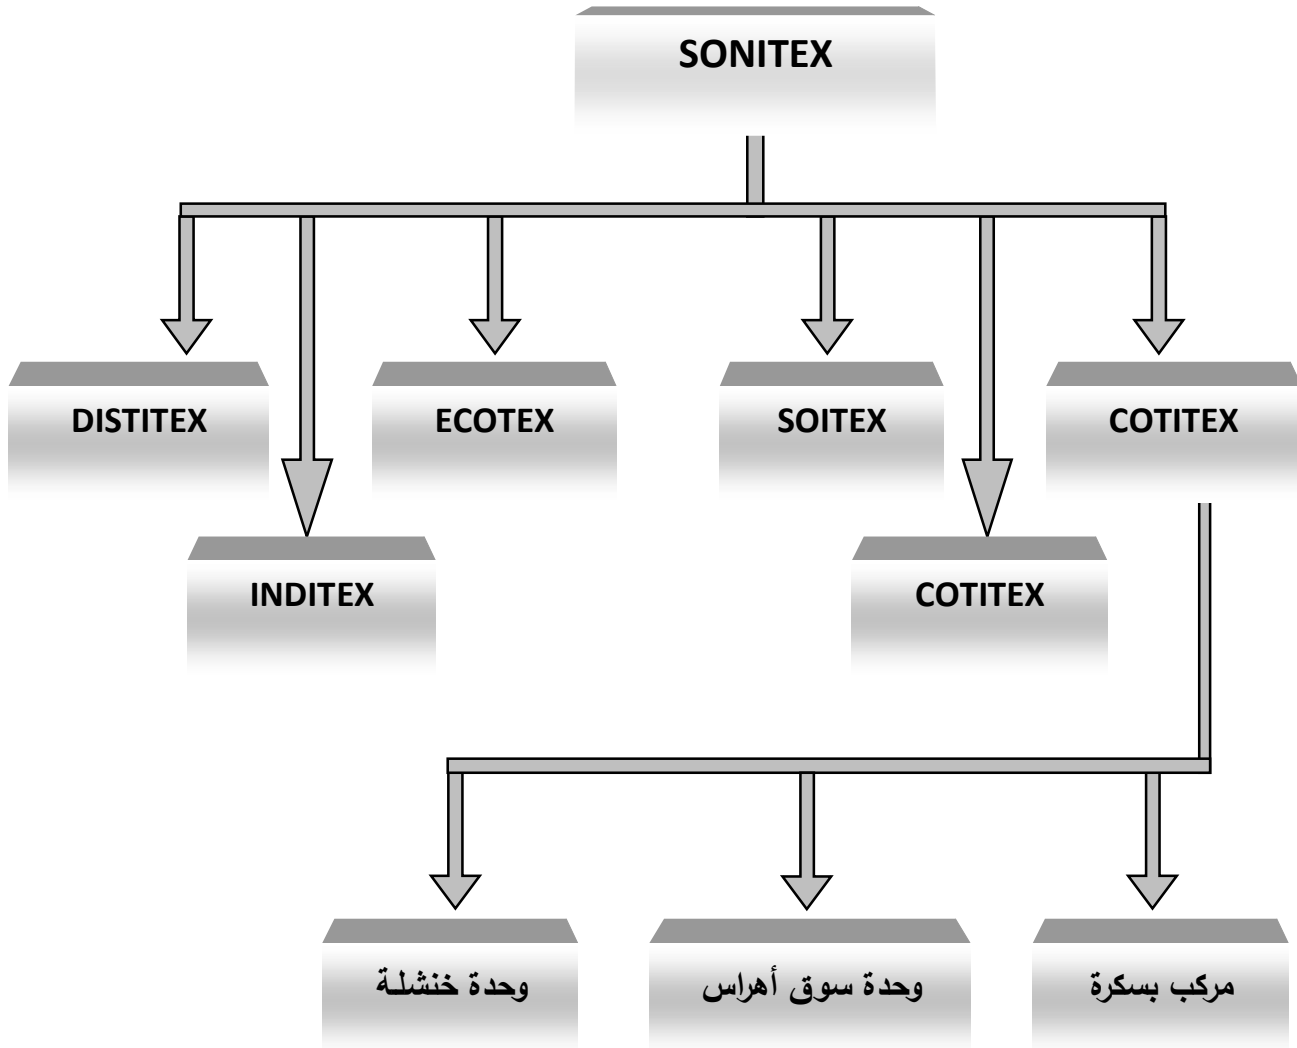 SONITEX
DISTITEX
ECOTEX
SOITEX
COTITEX
INDITEX
COTITEX
مركب بسكرة
وحدة سوق أهراس
وحدة خنشلة